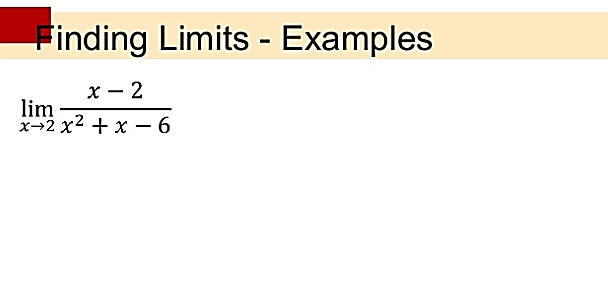 Finding Limits - Examples
x − 2
lim
x→2 x² + x − 6